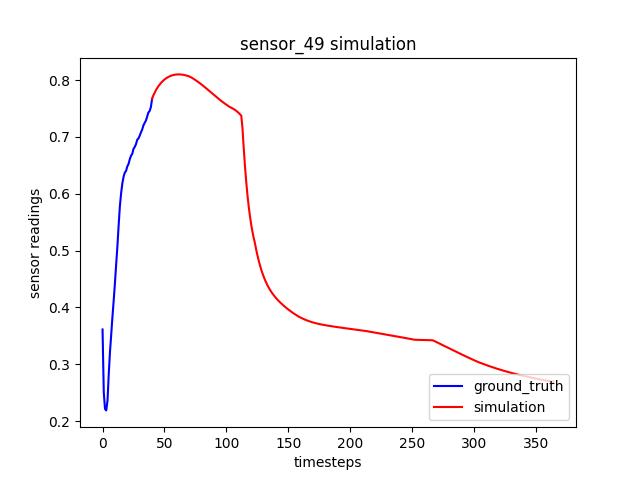 sensor_49 simulation
sensor readings
0.8
0.7
0.6
0.5
0.4
0.3
0.2
ground_truth
simulation
0 50 100 150 200 250 300 350
timesteps